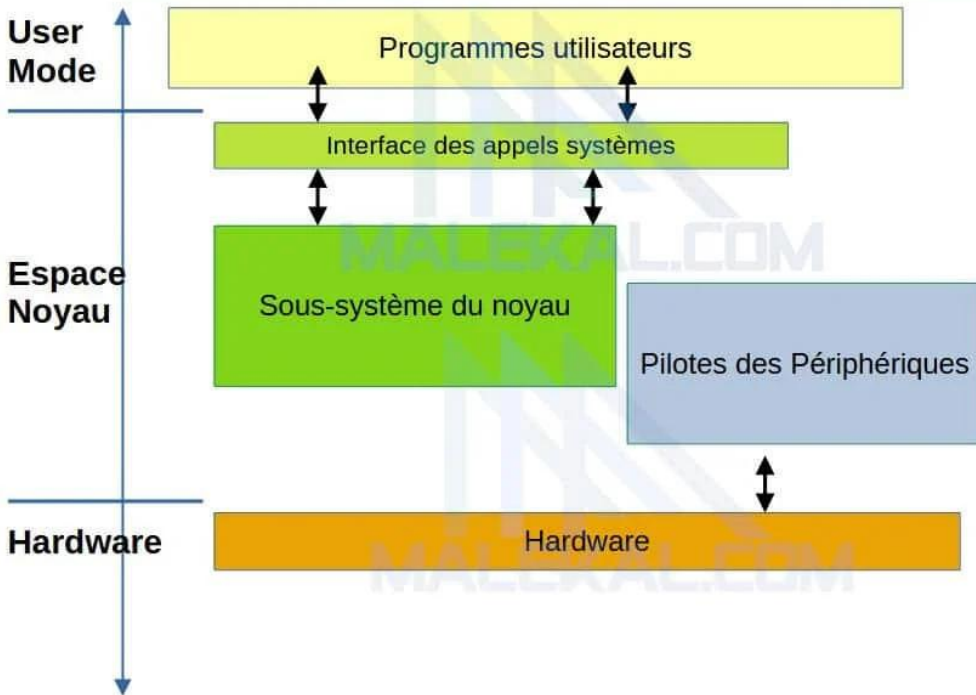 User
Mode
Programmes utilisateurs
Interface des appels systèmes
MALEKAL.COM
Espace
Noyau
Sous-système du noyau
Pilotes des Périphériques
Hardware
Hardware
MALEKAL.COM